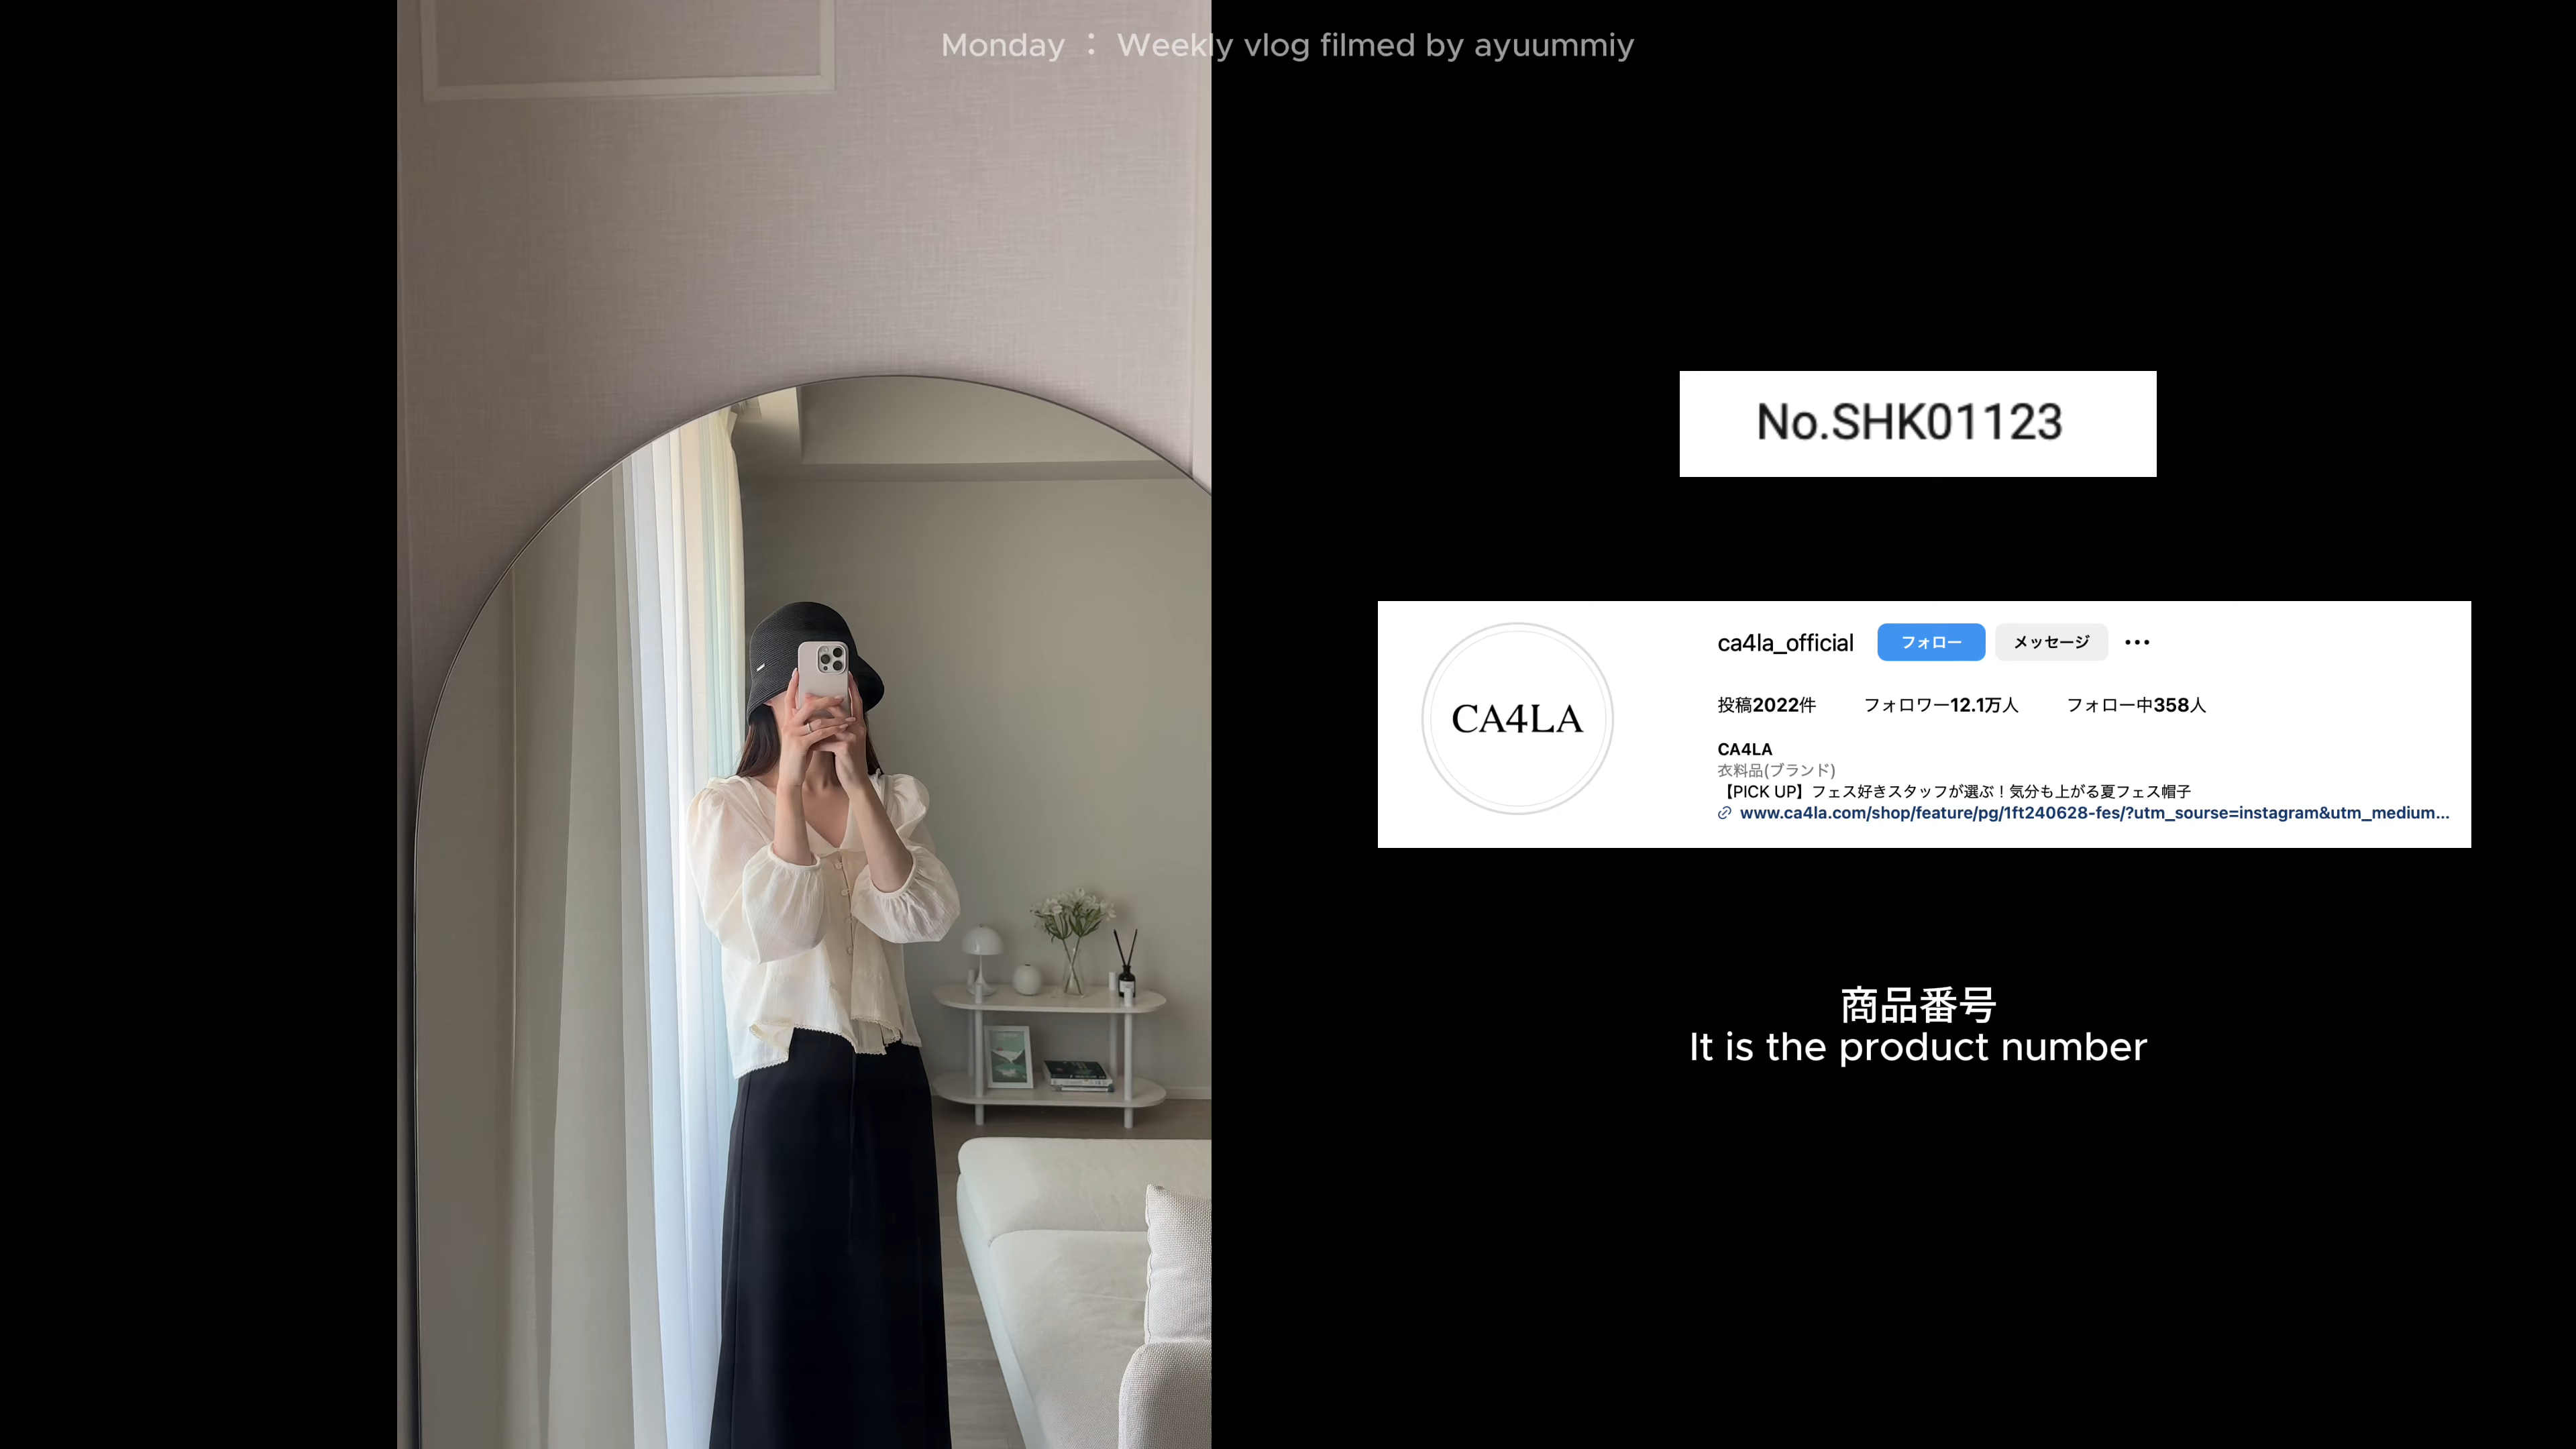 Monday ： Weekly vlog filmed by ayuummiy
No.SHK01123
CA4LA
ca4la_official フォロー メッセージ
投稿2022件 フォロワー12.1万人 フォロー中358人
CA4LA
衣料品(ブランド)
【PICK UP】フェス好きスタッフが選ぶ！気分も上がる夏フェス帽子
www.ca4la.com/shop/feature/pg/1ft240628-fes/?utm_sourse=instagram&utm_medium...
商品番号
It is the product number